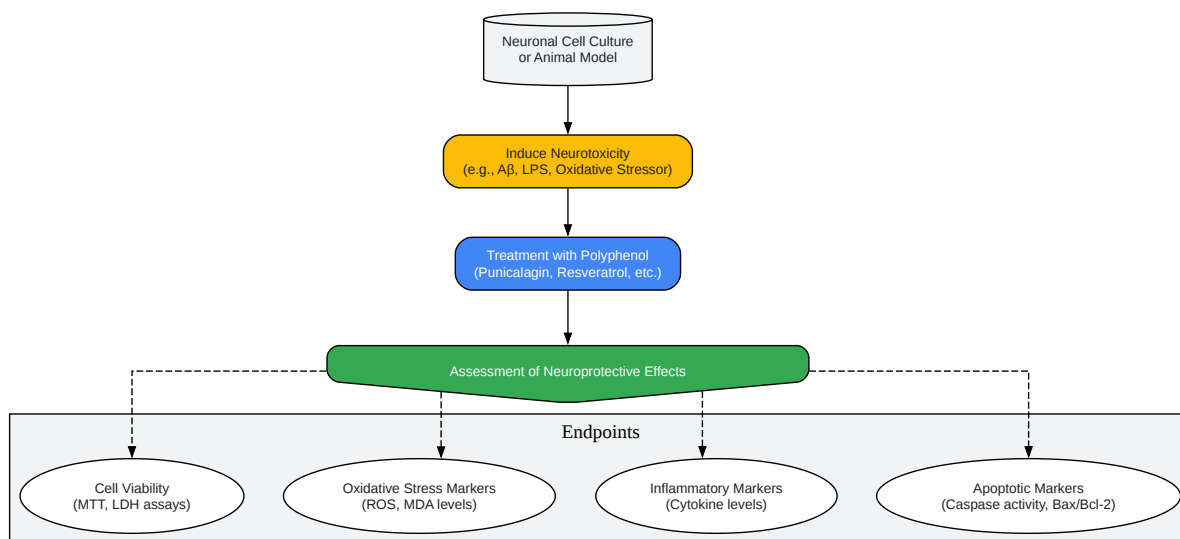 Neuronal Cell Culture
or Animal Model
Induce Neurotoxicity
(e.g., Aβ, LPS, Oxidative Stressor)
Treatment with Polyphenol
(Punicalagin, Resveratrol, etc.)
Assessment of Neuroprotective Effects
Endpoints
Cell Viability
(MTT, LDH assays)
Oxidative Stress Markers
(ROS, MDA levels)
Inflammatory Markers
(Cytokine levels)
Apoptotic Markers
(Caspase activity, Bax/Bcl-2)